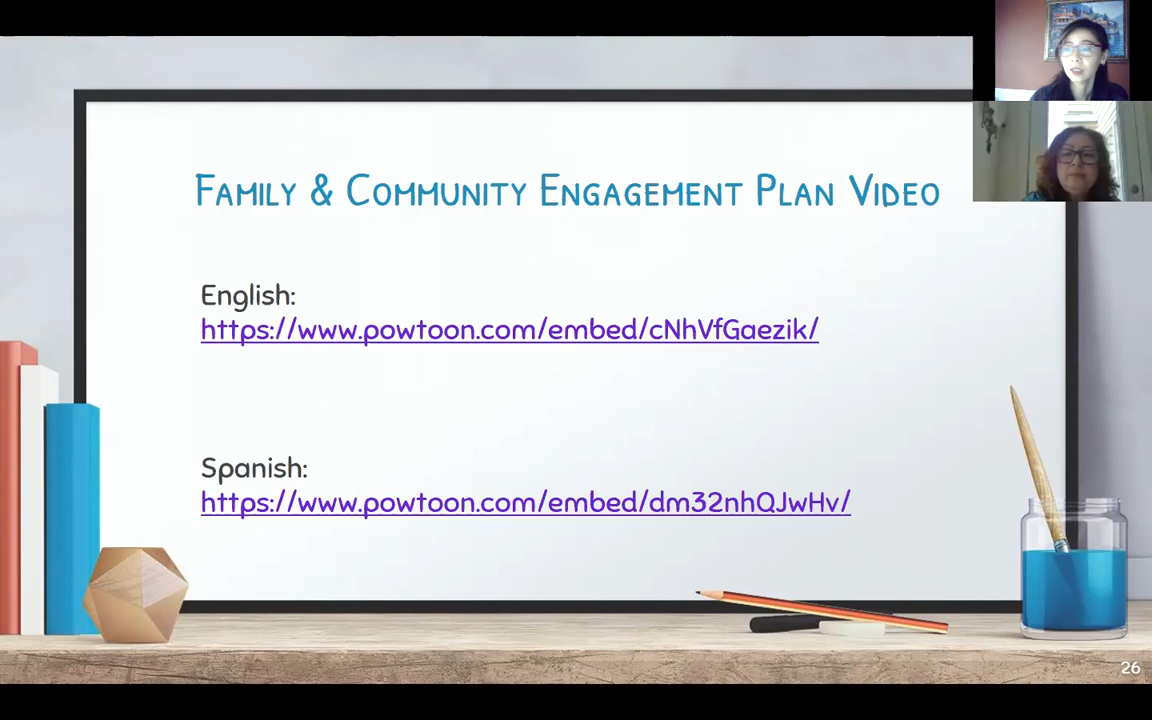 Family & Community Engagement Plan Video
English:
https://www.powtoon.com/embed/cNhVfGaezik/
Spanish:
https://www.powtoon.com/embed/dm32nhQJwHv/
26